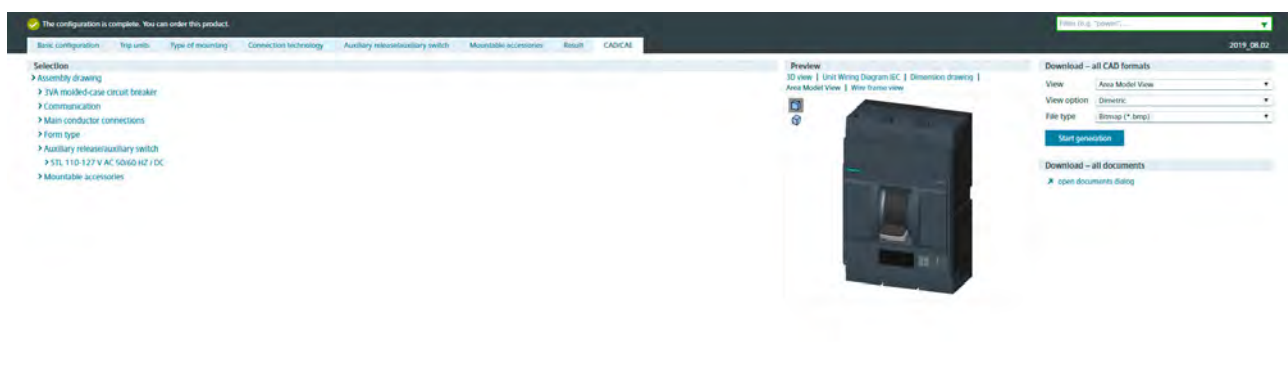 The configuration is complete. You can order this product.
Filter (e.g. "power", ...
Basic configuration Trip units Type of mounting Connection technology Auxiliary release/auxiliary switch Mountable accessories Result CAD/CAE
2019_08.02
Selection
Assembly drawing
3VA molded-case circuit breaker
Communication
Main conductor connections
Form type
Auxiliary release/auxiliary switch
STL 110-127 V AC 50/60 HZ / DC
Mountable accessories
Preview
3D view | Unit Wiring Diagram IEC | Dimension drawing |
Area Model View | Wire frame view
Download – all CAD formats
View Area Model View
View option Dimetric
File type Bitmap (*.bmp)
Start generation
Download – all documents
open documents dialog